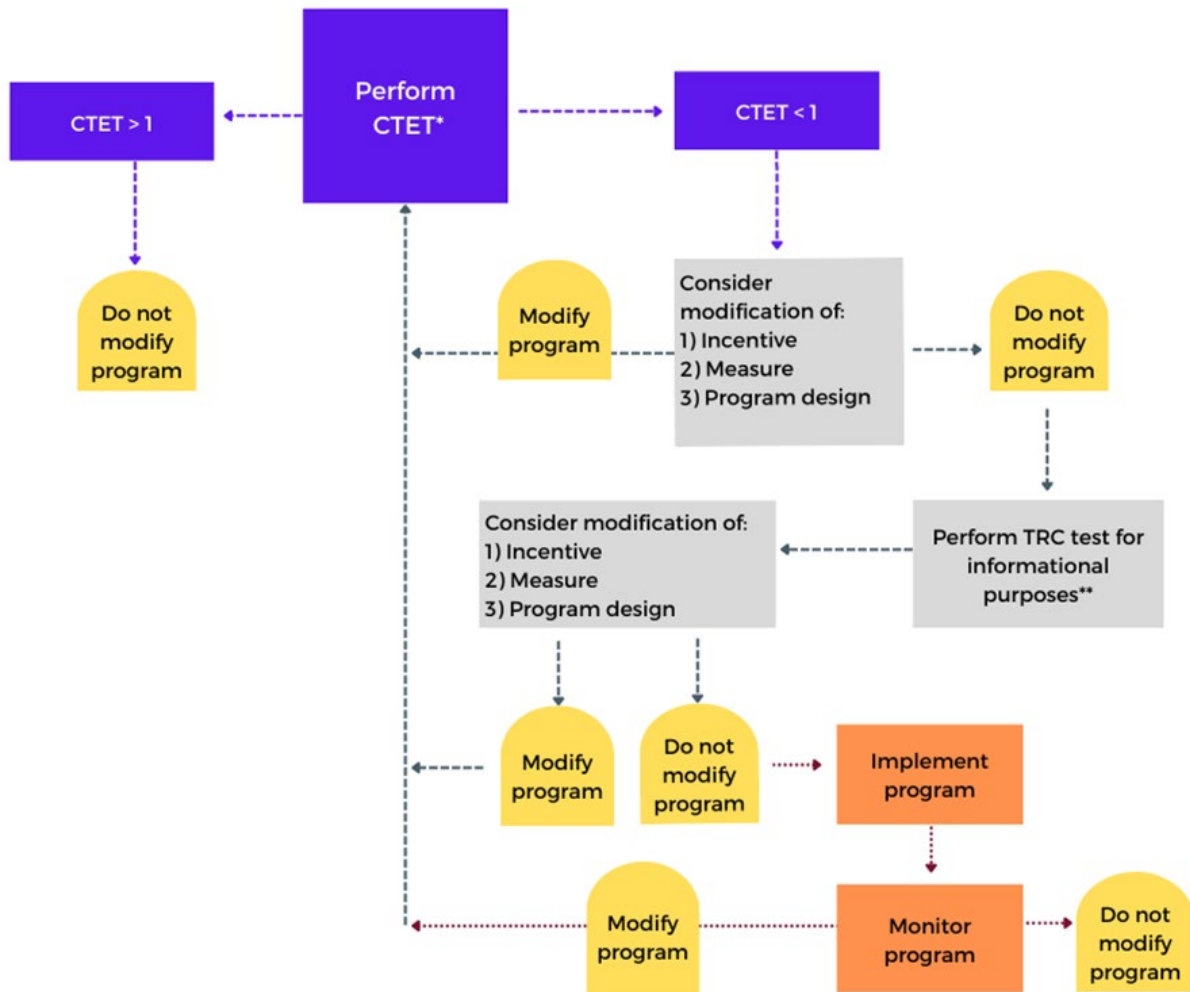 Perform
CTET*
CTET > 1
CTET < 1
Do not
modify
program
Modify
program
Consider
modification of:
1) Incentive
2) Measure
3) Program design
Do not
modify
program
Consider modification of:
1) Incentive
2) Measure
3) Program design
Perform TRC test for
informational
purposes**
Modify
program
Do not
modify
program
Implement
program
Modify
program
Monitor
program
Do not
modify
program